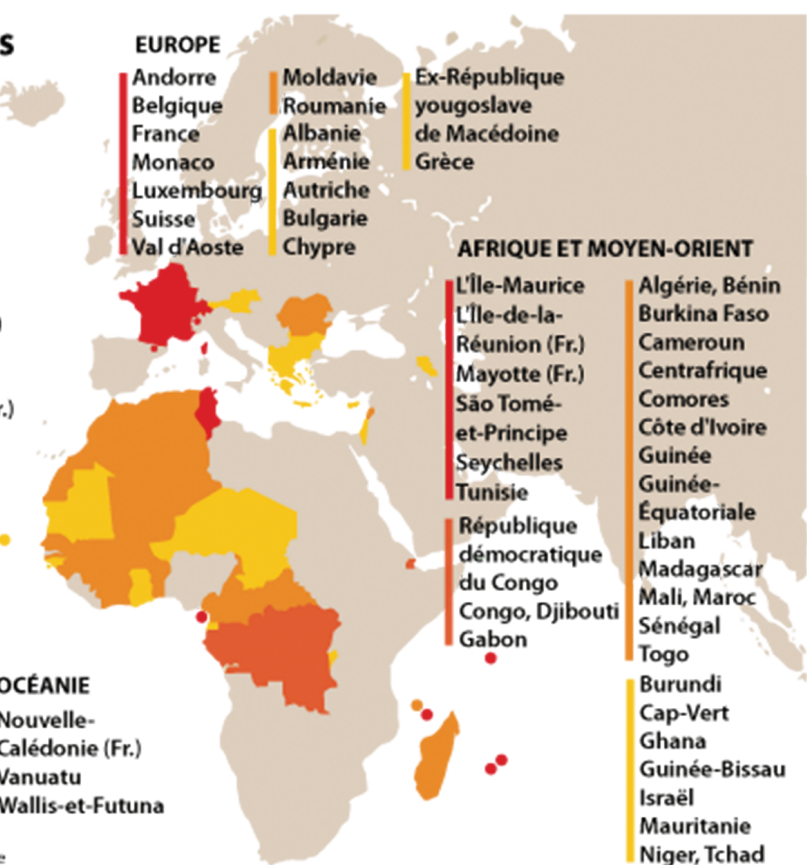 s
EUROPE
Andorre
Belgique
France
Monaco
Luxembourg
Suisse
Val d'Aoste
Moldavie
Roumanie
Albanie
Arménie
Autriche
Bulgarie
Chypre
Ex-République
yougoslave
de Macédoine
Grèce
AFRIQUE ET MOYEN-ORIENT
L'Île-Maurice
L'Île-de-la-
Réunion (Fr.)
Mayotte (Fr.)
São Tomé-
et-Principe
Seychelles
Tunisie
République
démocratique
du Congo
Congo, Djibouti
Gabon
Algérie, Bénin
Burkina Faso
Cameroun
Centrafrique
Comores
Côte d'Ivoire
Guinée
Guinée-
Équatoriale
Liban
Madagascar
Mali, Maroc
Sénégal
Togo
Burundi
Cap-Vert
Ghana
Guinée-Bissau
Israël
Mauritanie
Niger, Tchad
)
r.)
OCÉANIE
Nouvelle-
Calédonie (Fr.)
Vanuatu
Wallis-et-Futuna
e